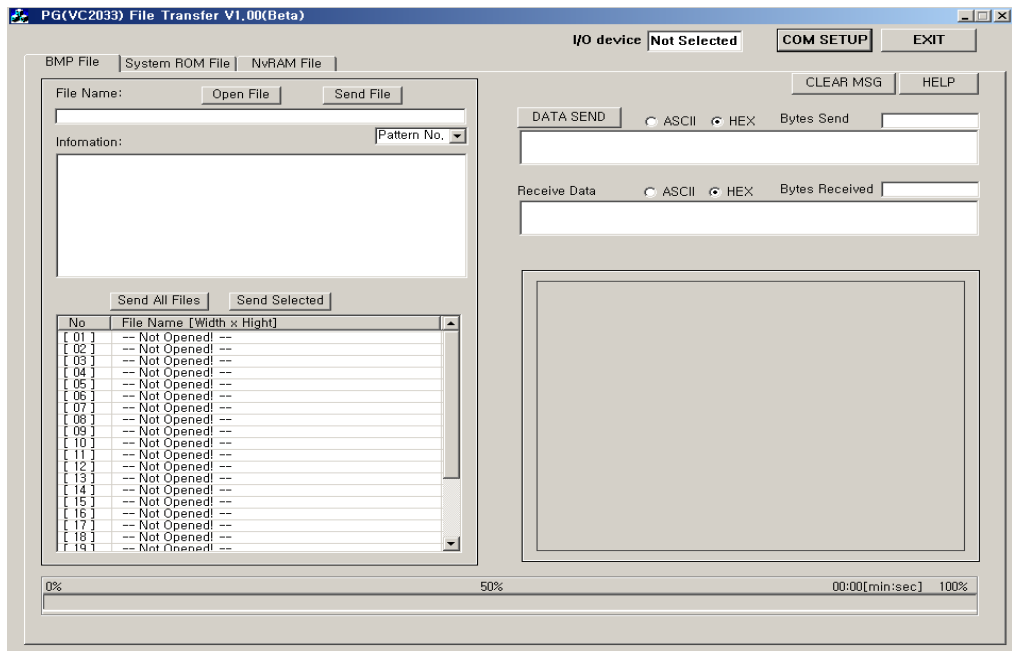 PG(VC2033) File Transfer V1,00(Beta)
I/O device Not Selected COM SETUP EXIT
BMP File System ROM File NvRAM File
CLEAR MSG HELP
File Name: Open File Send File
DATA SEND ASCII HEX Bytes Send
Infomation: Pattern No,
Receive Data ASCII HEX Bytes Received
Send All Files Send Selected
No File Name [Width x Hight]
[ 01 ] -- Not Opened! --
[ 02 ] -- Not Opened! --
[ 03 ] -- Not Opened! --
[ 04 ] -- Not Opened! --
[ 05 ] -- Not Opened! --
[ 06 ] -- Not Opened! --
[ 07 ] -- Not Opened! --
[ 08 ] -- Not Opened! --
[ 09 ] -- Not Opened! --
[ 10 ] -- Not Opened! --
[ 11 ] -- Not Opened! --
[ 12 ] -- Not Opened! --
[ 13 ] -- Not Opened! --
[ 14 ] -- Not Opened! --
[ 15 ] -- Not Opened! --
[ 16 ] -- Not Opened! --
[ 17 ] -- Not Opened! --
[ 18 ] -- Not Opened! --
[ 19 ] -- Not Opened! --
0% 50% 00:00[min:sec] 100%